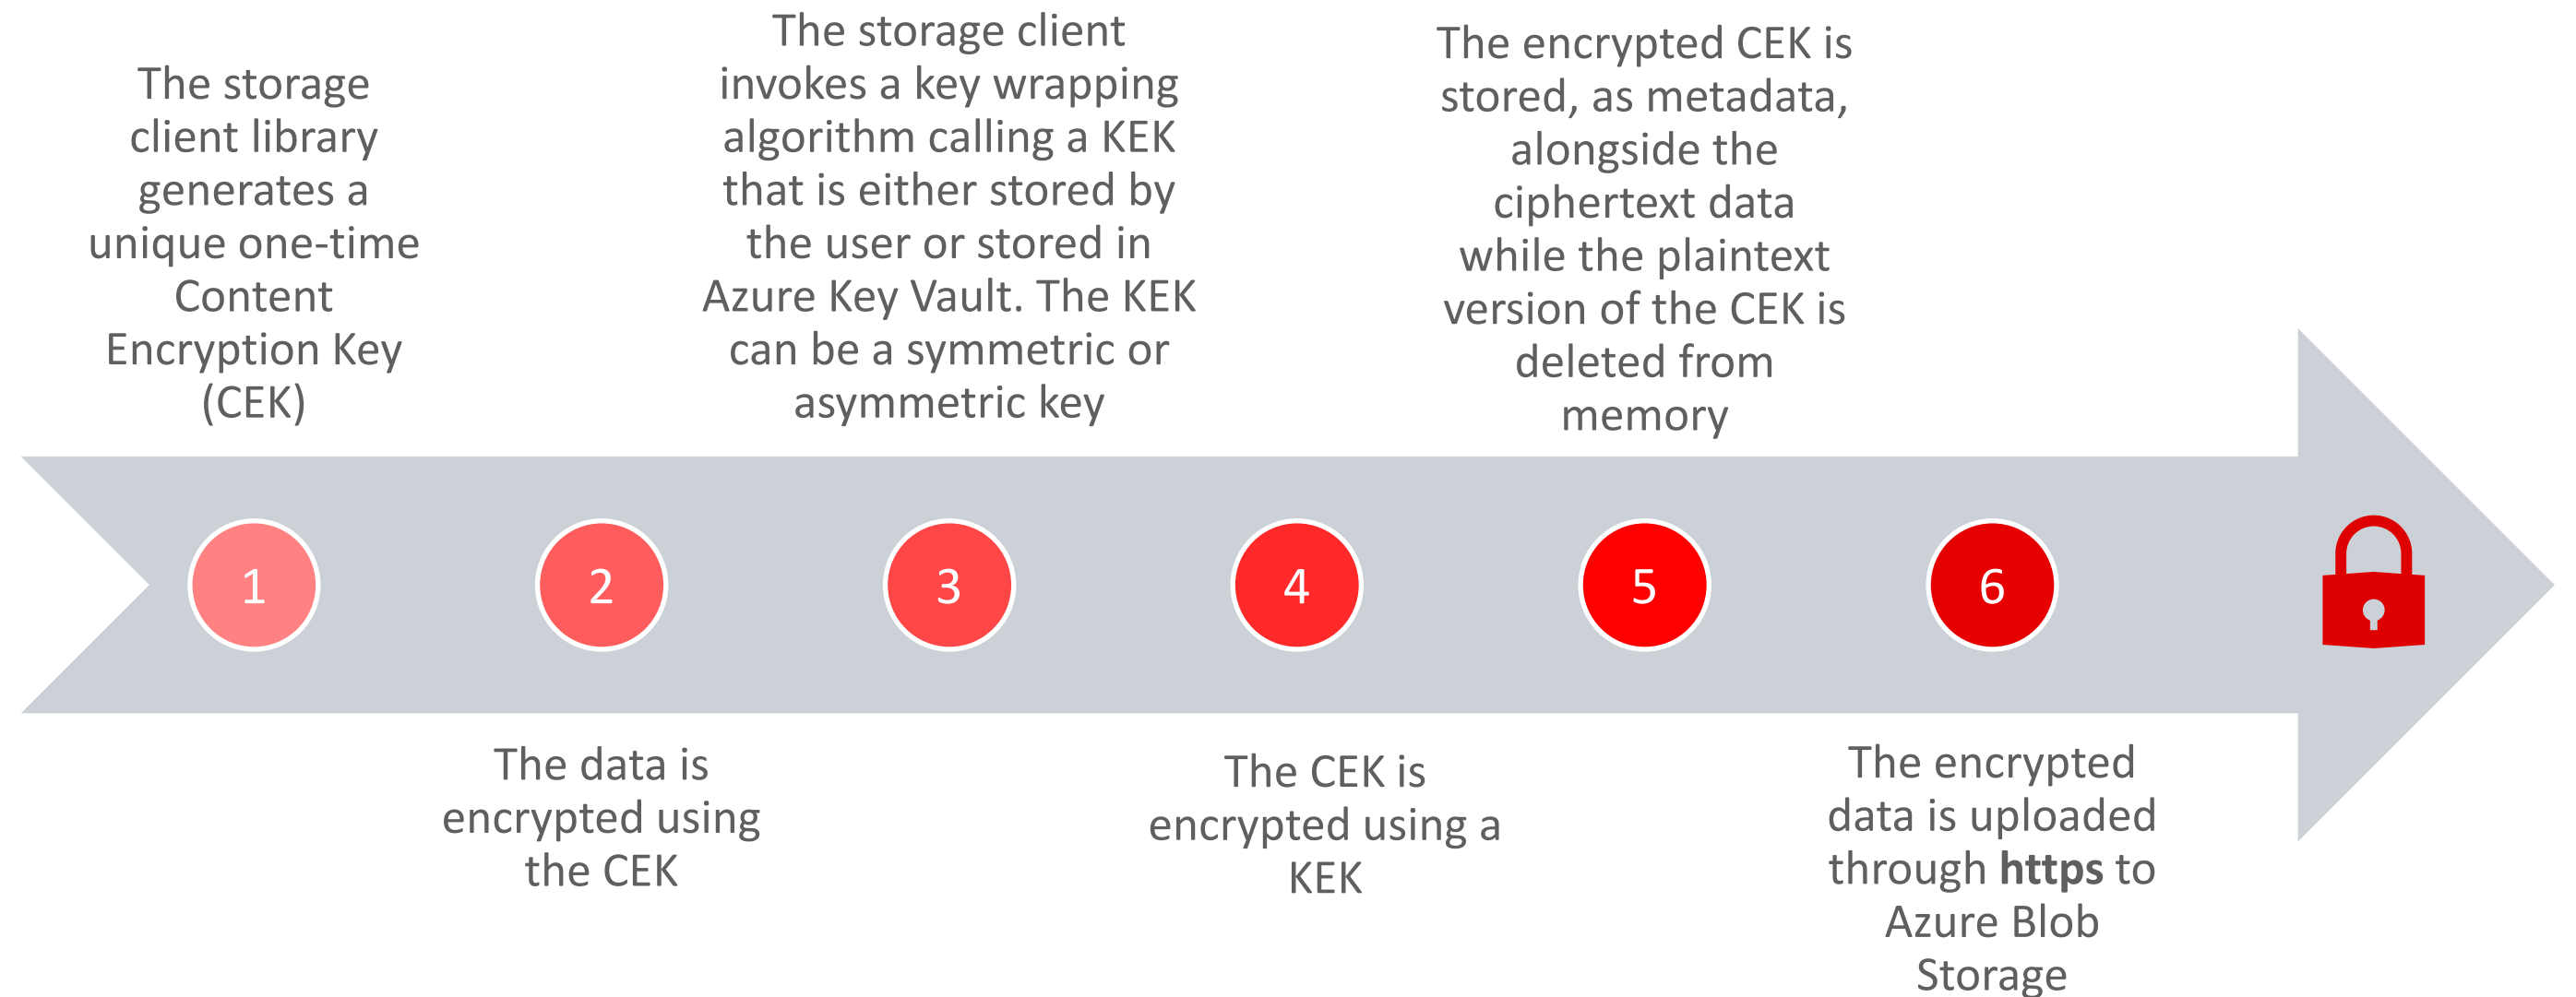 The storage
client library
generates a
unique one-time
Content
Encryption Key
(CEK)
The storage client
invokes a key wrapping
algorithm calling a KEK
that is either stored by
the user or stored in
Azure Key Vault. The KEK
can be a symmetric or
asymmetric key
The encrypted CEK is
stored, as metadata,
alongside the
ciphertext data
while the plaintext
version of the CEK is
deleted from
memory
1
2
3
4
5
6
The data is
encrypted using
the CEK
The CEK is
encrypted using a
KEK
The encrypted
data is uploaded
through https to
Azure Blob
Storage